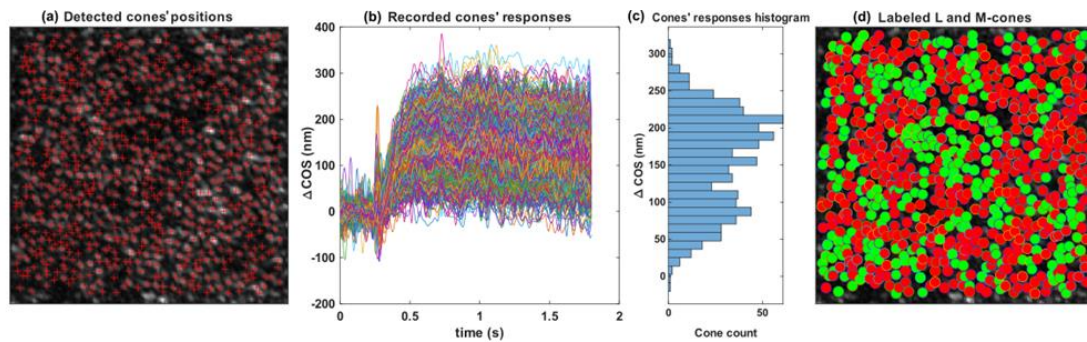 (a) Detected cones' positions
(b) Recorded cones' responses
400
300
200
100
0
-100
-200
Δ COS (nm)
0
0.5
1
1.5
2
time (s)
(c) Cones' responses histogram
300
250
200
150
100
50
0
Δ COS (nm)
0
50
Cone count
(d) Labeled L and M-cones